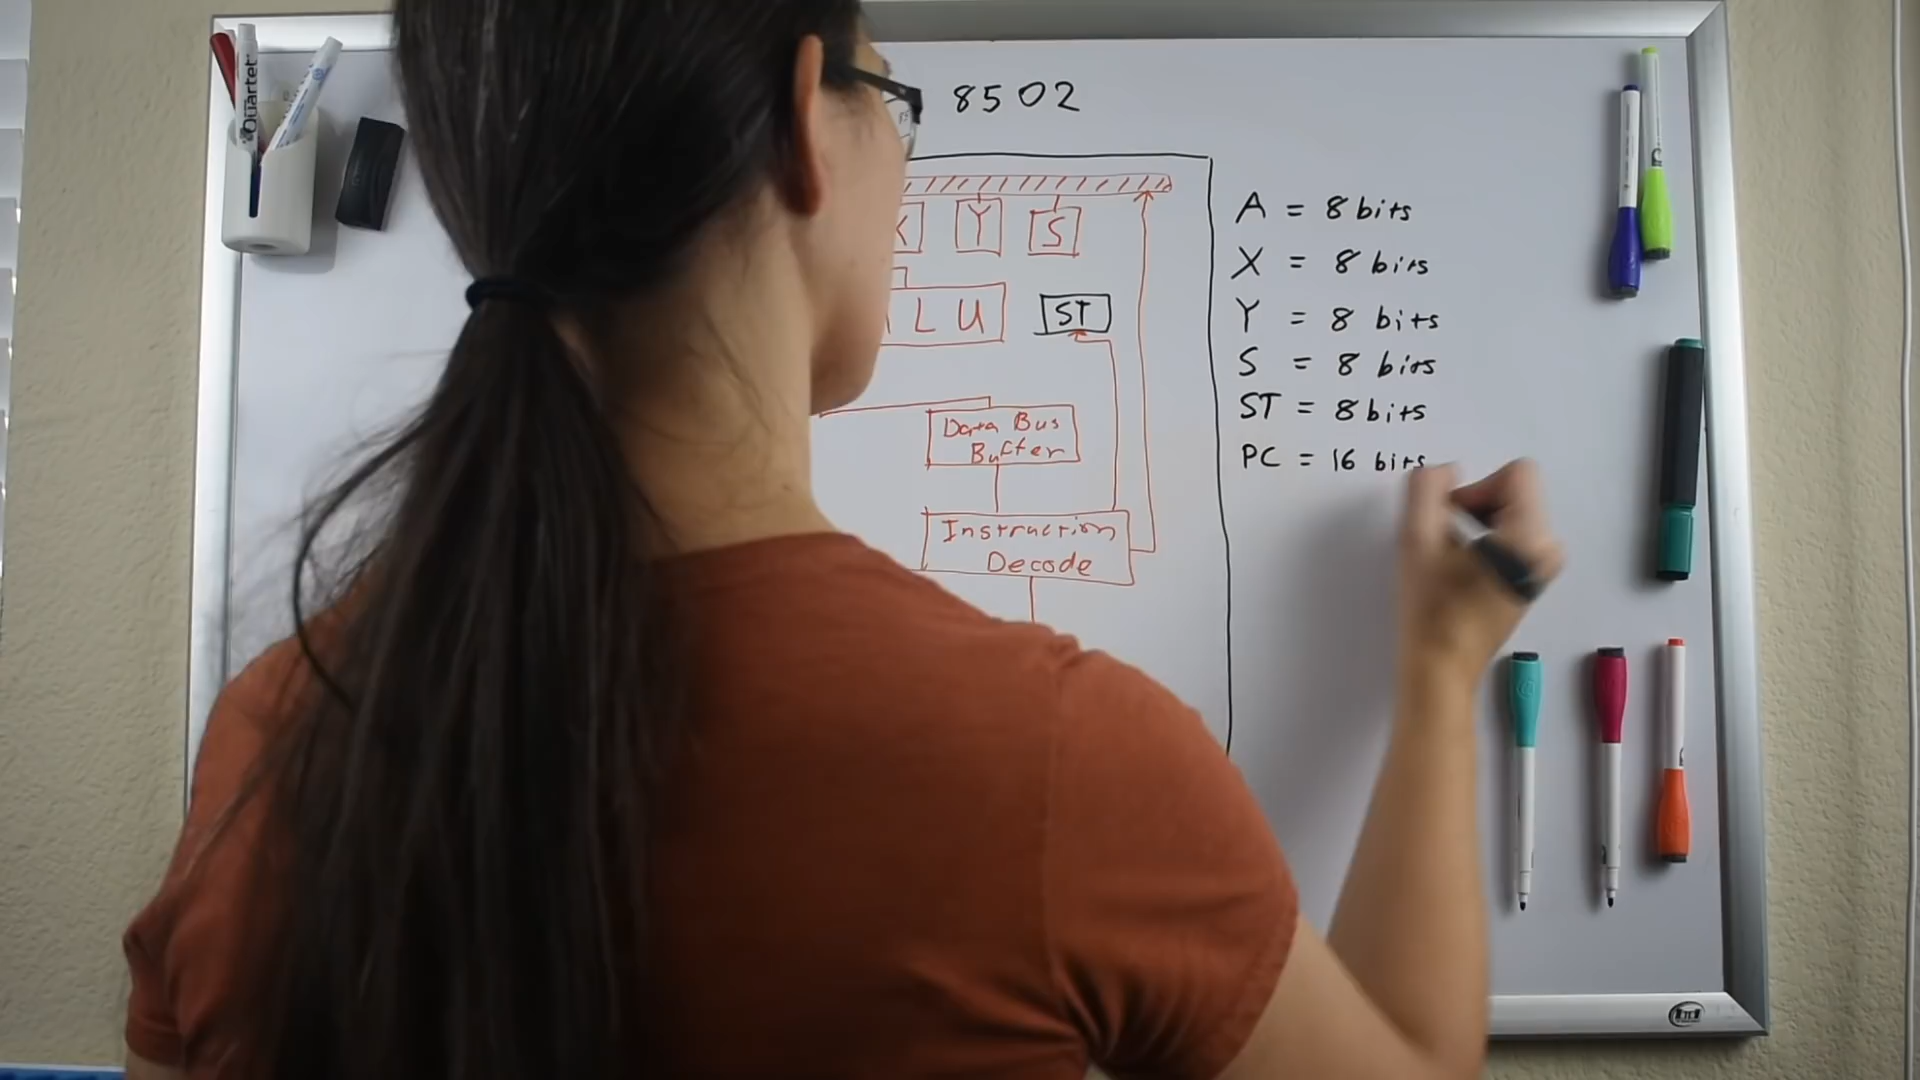 Quartet
8502
X Y S
A = 8 bits
X = 8 bits
LU
ST
Y = 8 bits
S = 8 bits
ST = 8 bits
Data Bus
Buffer
PC = 16 bits
Instruction
Decode